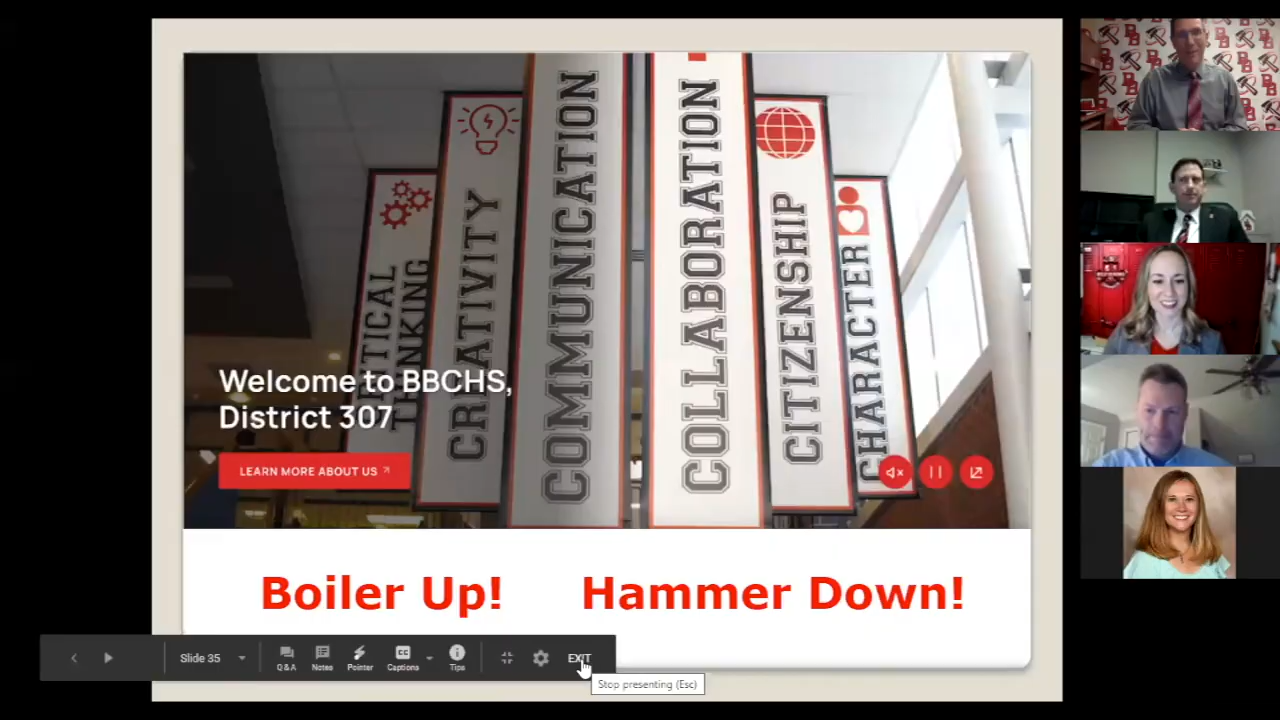 CRITICAL
THINKING
CREATIVITY
COMMUNICATION
COLLABORATION
CITIZENSHIP
CHARACTER
Welcome to BBCHS,
District 307
LEARN MORE ABOUT US
Boiler Up! Hammer Down!
Slide 35
Q&A
Notes
Pointer
CC
Captions
Tips
EXIT
Stop presenting (Esc)